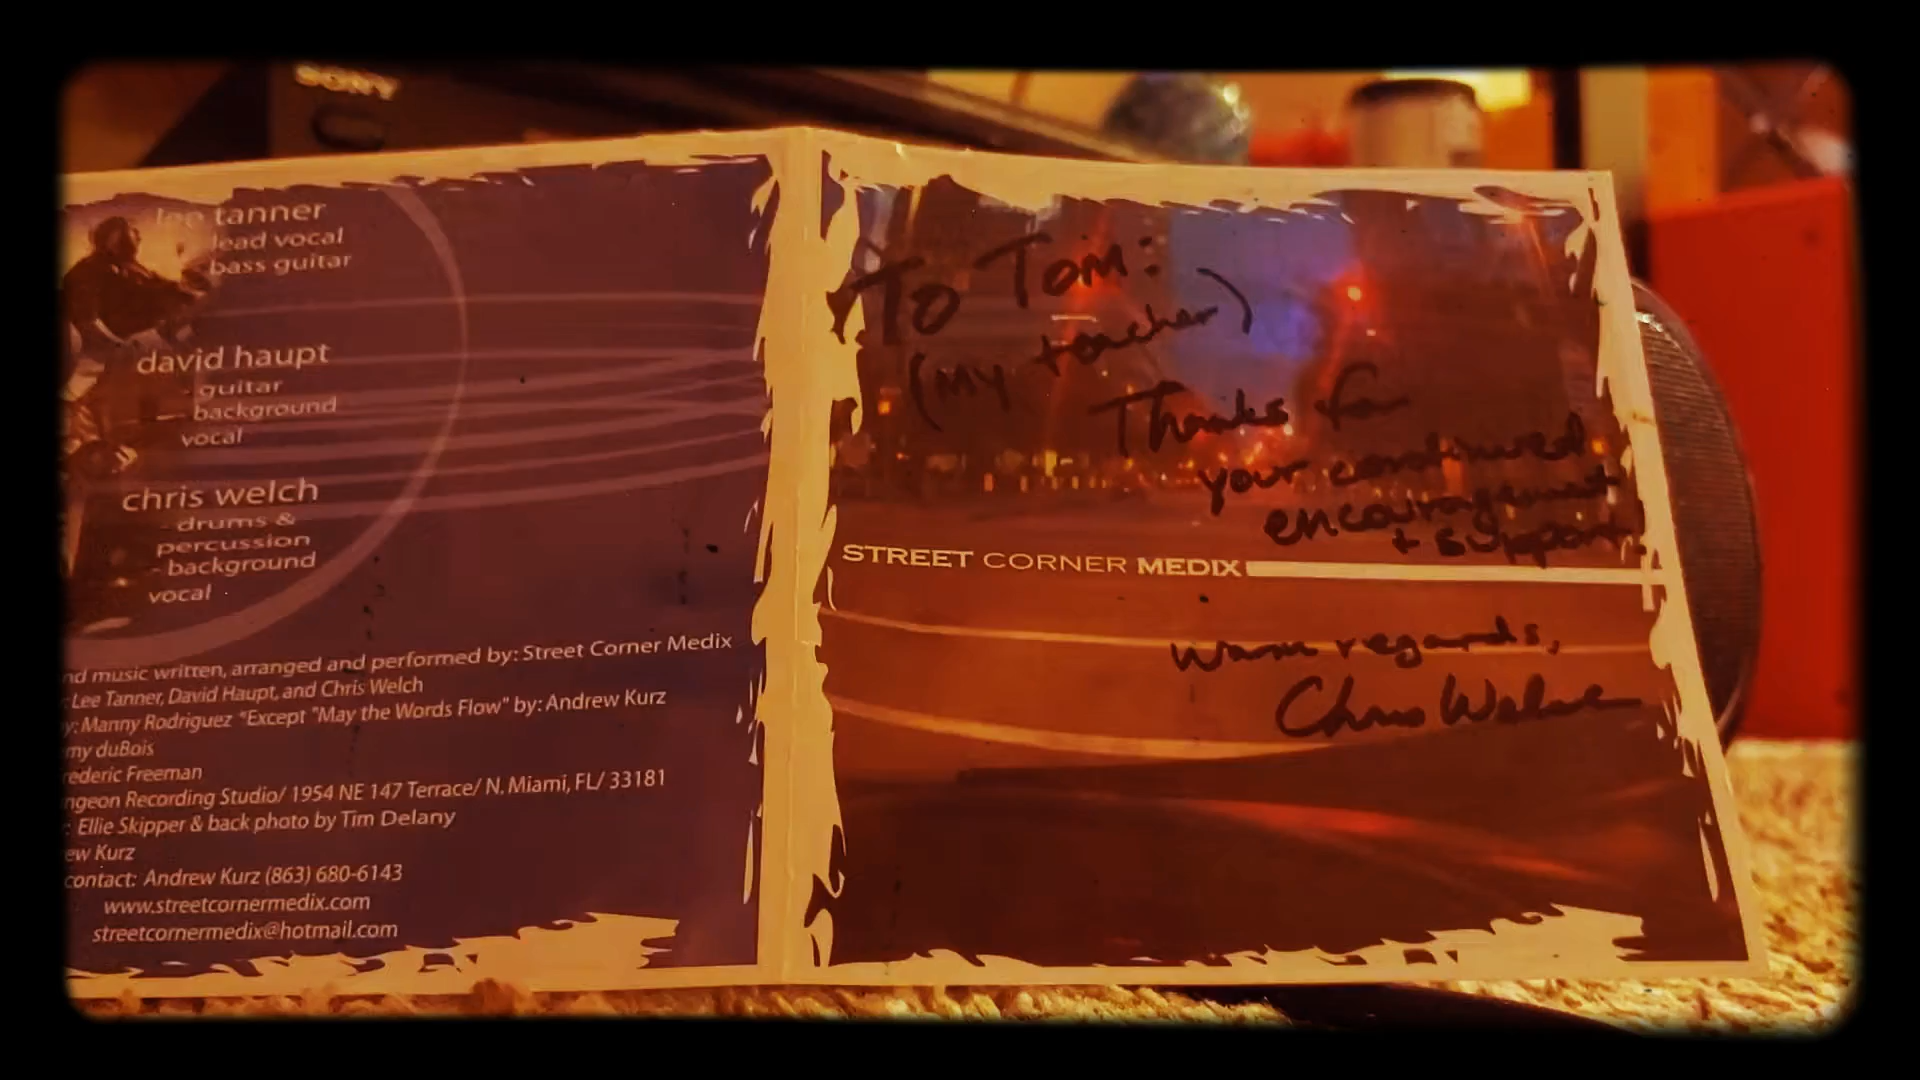 SONY
lee tanner
lead vocal
bass guitar
david haupt
- guitar
- background
vocal
chris welch
- drums &
percussion
- background
vocal
nd music written, arranged and performed by: Street Corner Medix
: Lee Tanner, David Haupt, and Chris Welch
y: Manny Rodriguez *Except "May the Words Flow" by: Andrew Kurz
my duBois
rederic Freeman
ngeon Recording Studio/ 1954 NE 147 Terrace/ N. Miami, FL/ 33181
: Ellie Skipper & back photo by Tim Delany
ew Kurz
contact: Andrew Kurz (863) 680-6143
www.streetcornermedix.com
streetcornermedix@hotmail.com
To Tom:
(my teacher)
Thanks for
your continued
encouragement
+ support!
STREET CORNER MEDIX
Warm regards,
Chris Welch